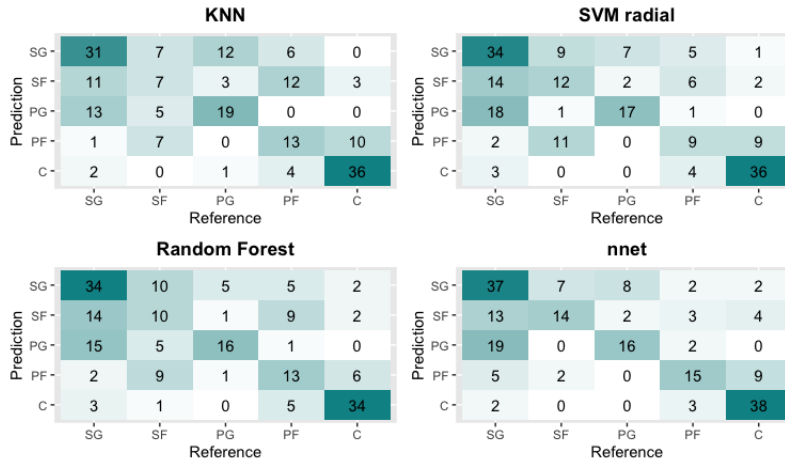 KNN
SG 31 7 12 6 0
SF 11 7 3 12 3
PG 13 5 19 0 0
PF 1 7 0 13 10
C 2 0 1 4 36
SG SF PG PF C
Reference
Prediction
SVM radial
SG 34 9 7 5 1
SF 14 12 2 6 2
PG 18 1 17 1 0
PF 2 11 0 9 9
C 3 0 0 4 36
SG SF PG PF C
Reference
Prediction
Random Forest
SG 34 10 5 5 2
SF 14 10 1 9 2
PG 15 5 16 1 0
PF 2 9 1 13 6
C 3 1 0 5 34
SG SF PG PF C
Reference
Prediction
nnet
SG 37 7 8 2 2
SF 13 14 2 3 4
PG 19 0 16 2 0
PF 5 2 0 15 9
C 2 0 0 3 38
SG SF PG PF C
Reference
Prediction